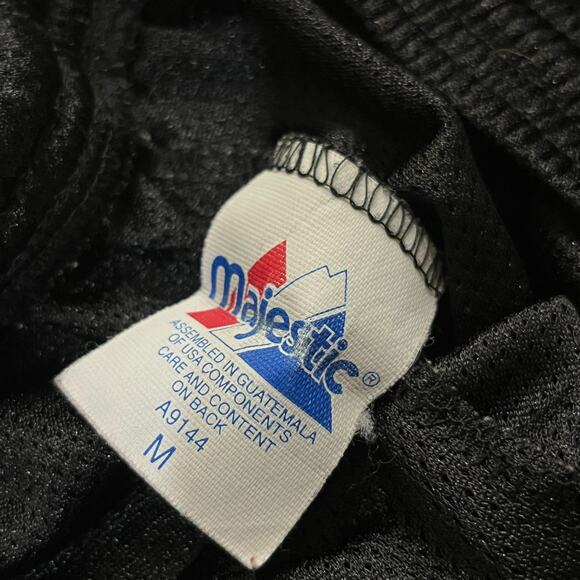 majestic®
ASSEMBLED IN GUATEMALA
OF USA COMPONENTS
CARE AND CONTENT
ON BACK
A9144
M